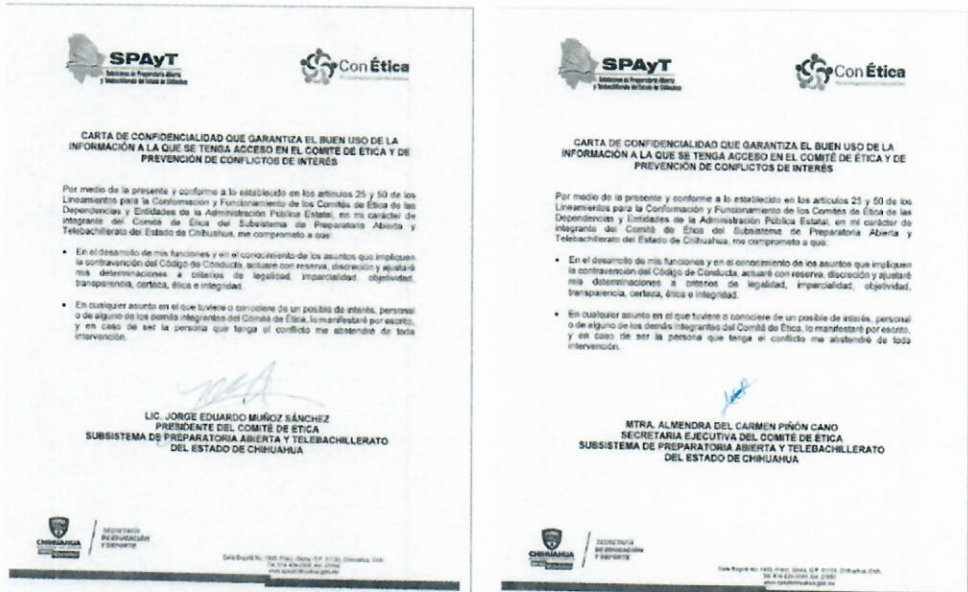 SPAyT
Subsistema de Preparatoria Abierta
y Telebachillerato del Estado de Chihuahua
Con Ética
CARTA DE CONFIDENCIALIDAD QUE GARANTIZA EL BUEN USO DE LA
INFORMACIÓN A LA QUE SE TENGA ACCESO EN EL COMITÉ DE ÉTICA Y DE
PREVENCIÓN DE CONFLICTOS DE INTERÉS
Por medio de la presente y conforme a lo establecido en los artículos 25 y 50 de los
Lineamientos para la Conformación y Funcionamiento de los Comités de Ética de las
Dependencias y Entidades de la Administración Pública Estatal, en mi carácter de
integrante del Comité de Ética del Subsistema de Preparatoria Abierta y
Telebachillerato del Estado de Chihuahua, me comprometo a que:
• En el desarrollo de mis funciones y en el conocimiento de los asuntos que impliquen
la contravención del Código de Conducta, actuaré con reserva, discreción y ajustaré
mis determinaciones a criterios de legalidad, imparcialidad, objetividad,
transparencia, certeza, ética e integridad.
• En cualquier asunto en el que tuviere o conociere de un posible de interés, personal
o de alguno de los demás integrantes del Comité de Ética, lo manifestaré por escrito,
y en caso de ser la persona que tenga el conflicto me abstendré de toda
intervención.
LIC. JORGE EDUARDO MUÑOZ SÁNCHEZ
PRESIDENTE DEL COMITÉ DE ÉTICA
SUBSISTEMA DE PREPARATORIA ABIERTA Y TELEBACHILLERATO
DEL ESTADO DE CHIHUAHUA
CHIHUAHUA
SECRETARÍA
DE EDUCACIÓN
Y DEPORTE
SPAyT
Subsistema de Preparatoria Abierta
y Telebachillerato del Estado de Chihuahua
Con Ética
CARTA DE CONFIDENCIALIDAD QUE GARANTIZA EL BUEN USO DE LA
INFORMACIÓN A LA QUE SE TENGA ACCESO EN EL COMITÉ DE ÉTICA Y DE
PREVENCIÓN DE CONFLICTOS DE INTERÉS
Por medio de la presente y conforme a lo establecido en los artículos 25 y 50 de los
Lineamientos para la Conformación y Funcionamiento de los Comités de Ética de las
Dependencias y Entidades de la Administración Pública Estatal, en mi carácter de
integrante del Comité de Ética del Subsistema de Preparatoria Abierta y
Telebachillerato del Estado de Chihuahua, me comprometo a que:
• En el desarrollo de mis funciones y en el conocimiento de los asuntos que impliquen
la contravención del Código de Conducta, actuaré con reserva, discreción y ajustaré
mis determinaciones a criterios de legalidad, imparcialidad, objetividad,
transparencia, certeza, ética e integridad.
• En cualquier asunto en el que tuviere o conociere de un posible de interés, personal
o de alguno de los demás integrantes del Comité de Ética, lo manifestaré por escrito,
y en caso de ser la persona que tenga el conflicto me abstendré de toda
intervención.
MTRA. ALMENDRA DEL CARMEN PIÑÓN CANO
SECRETARIA EJECUTIVA DEL COMITÉ DE ÉTICA
SUBSISTEMA DE PREPARATORIA ABIERTA Y TELEBACHILLERATO
DEL ESTADO DE CHIHUAHUA
CHIHUAHUA
SECRETARÍA
DE EDUCACIÓN
Y DEPORTE